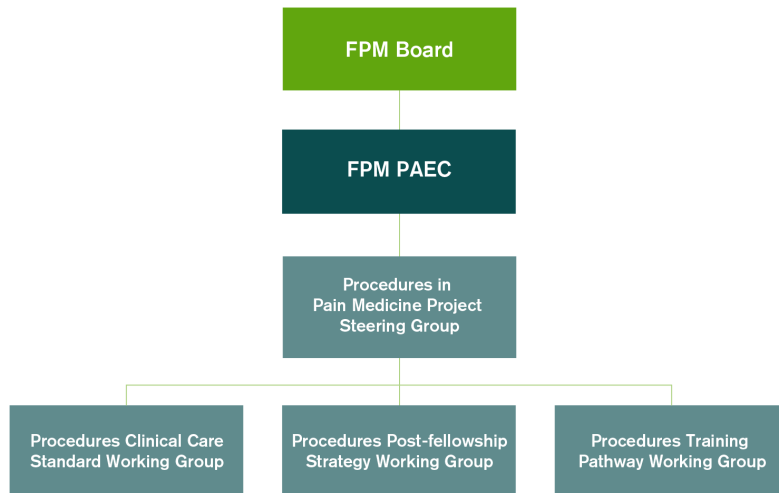 FPM Board
FPM PAEC
Procedures in
Pain Medicine Project
Steering Group
Procedures Clinical Care
Standard Working Group
Procedures Post-fellowship
Strategy Working Group
Procedures Training
Pathway Working Group